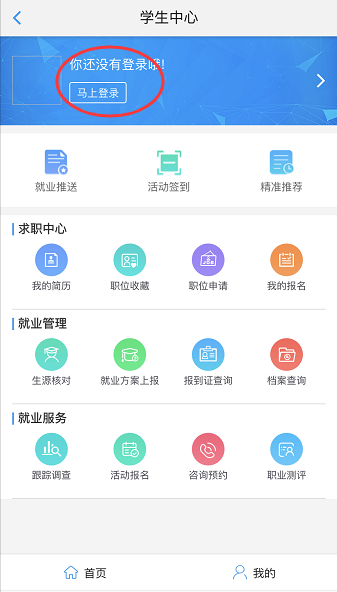 学生中心
你还没有登录哦!
马上登录
就业推送 活动签到 精准推荐
求职中心
我的简历 职位收藏 职位申请 我的报名
就业管理
生源核对 就业方案上报 报到证查询 档案查询
就业服务
跟踪调查 活动报名 咨询预约 职业测评
首页 我的